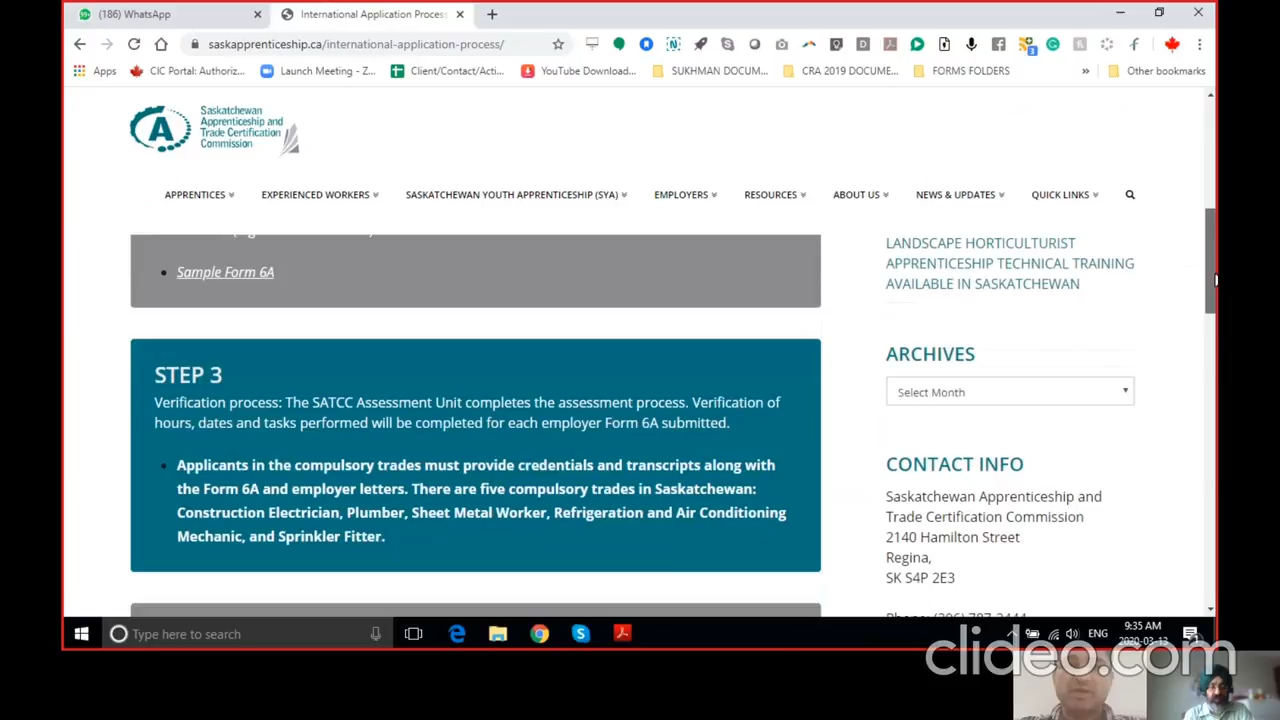 (186) WhatsApp
International Application Process
saskapprenticeship.ca/international-application-process/
Apps
CIC Portal: Authoriz...
Launch Meeting - Z...
Client/Contact/Acti...
YouTube Download...
SUKHMAN DOCUM...
CRA 2019 DOCUME...
FORMS FOLDERS
»
Other bookmarks
A
Saskatchewan
Apprenticeship and
Trade Certification
Commission
APPRENTICES
EXPERIENCED WORKERS
SASKATCHEWAN YOUTH APPRENTICESHIP (SYA)
EMPLOYERS
RESOURCES
ABOUT US
NEWS & UPDATES
QUICK LINKS
• Sample Form 6A
STEP 3
Verification process: The SATCC Assessment Unit completes the assessment process. Verification of
hours, dates and tasks performed will be completed for each employer Form 6A submitted.
• Applicants in the compulsory trades must provide credentials and transcripts along with
the Form 6A and employer letters. There are five compulsory trades in Saskatchewan:
Construction Electrician, Plumber, Sheet Metal Worker, Refrigeration and Air Conditioning
Mechanic, and Sprinkler Fitter.
LANDSCAPE HORTICULTURIST
APPRENTICESHIP TECHNICAL TRAINING
AVAILABLE IN SASKATCHEWAN
ARCHIVES
Select Month
CONTACT INFO
Saskatchewan Apprenticeship and
Trade Certification Commission
2140 Hamilton Street
Regina,
SK S4P 2E3
Type here to search
ENG
9:35 AM
2020-03-13
clideo.com